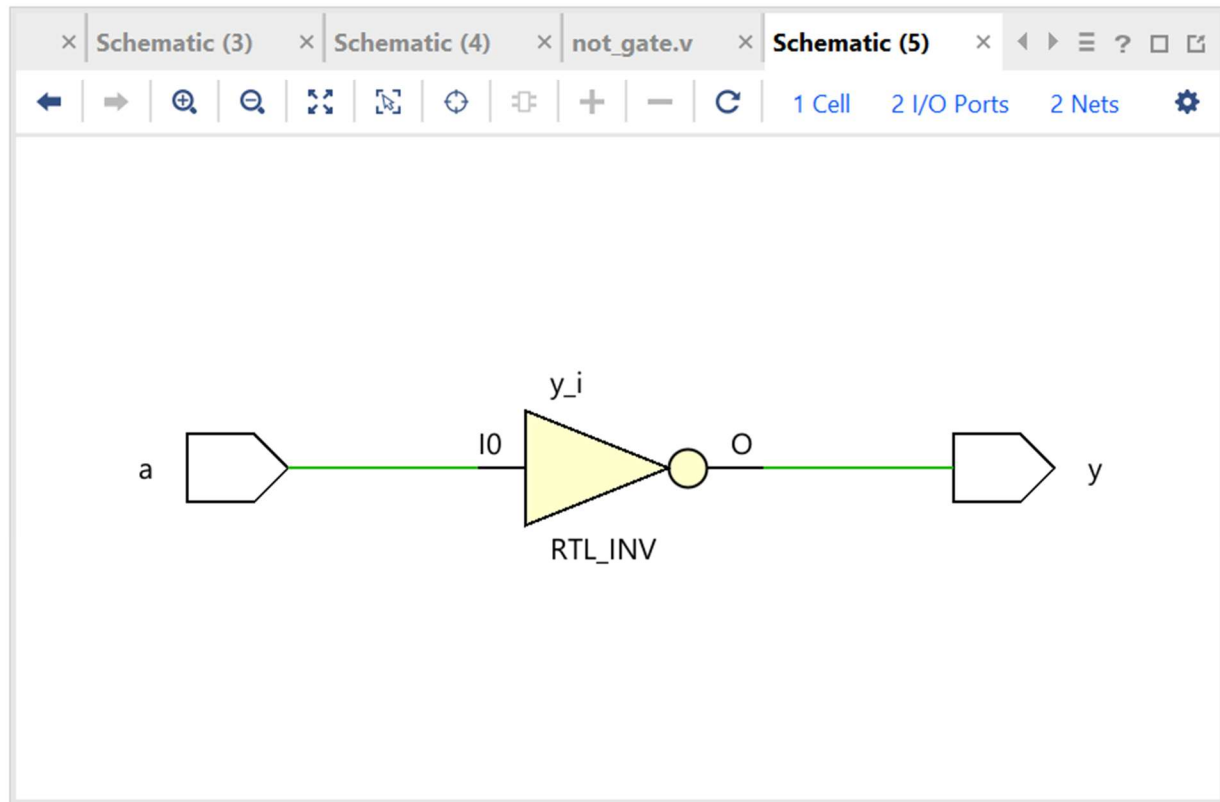 Schematic (3)
Schematic (4)
not_gate.v
Schematic (5)
?
1 Cell
2 I/O Ports
2 Nets
y_i
a
I0
O
y
RTL_INV